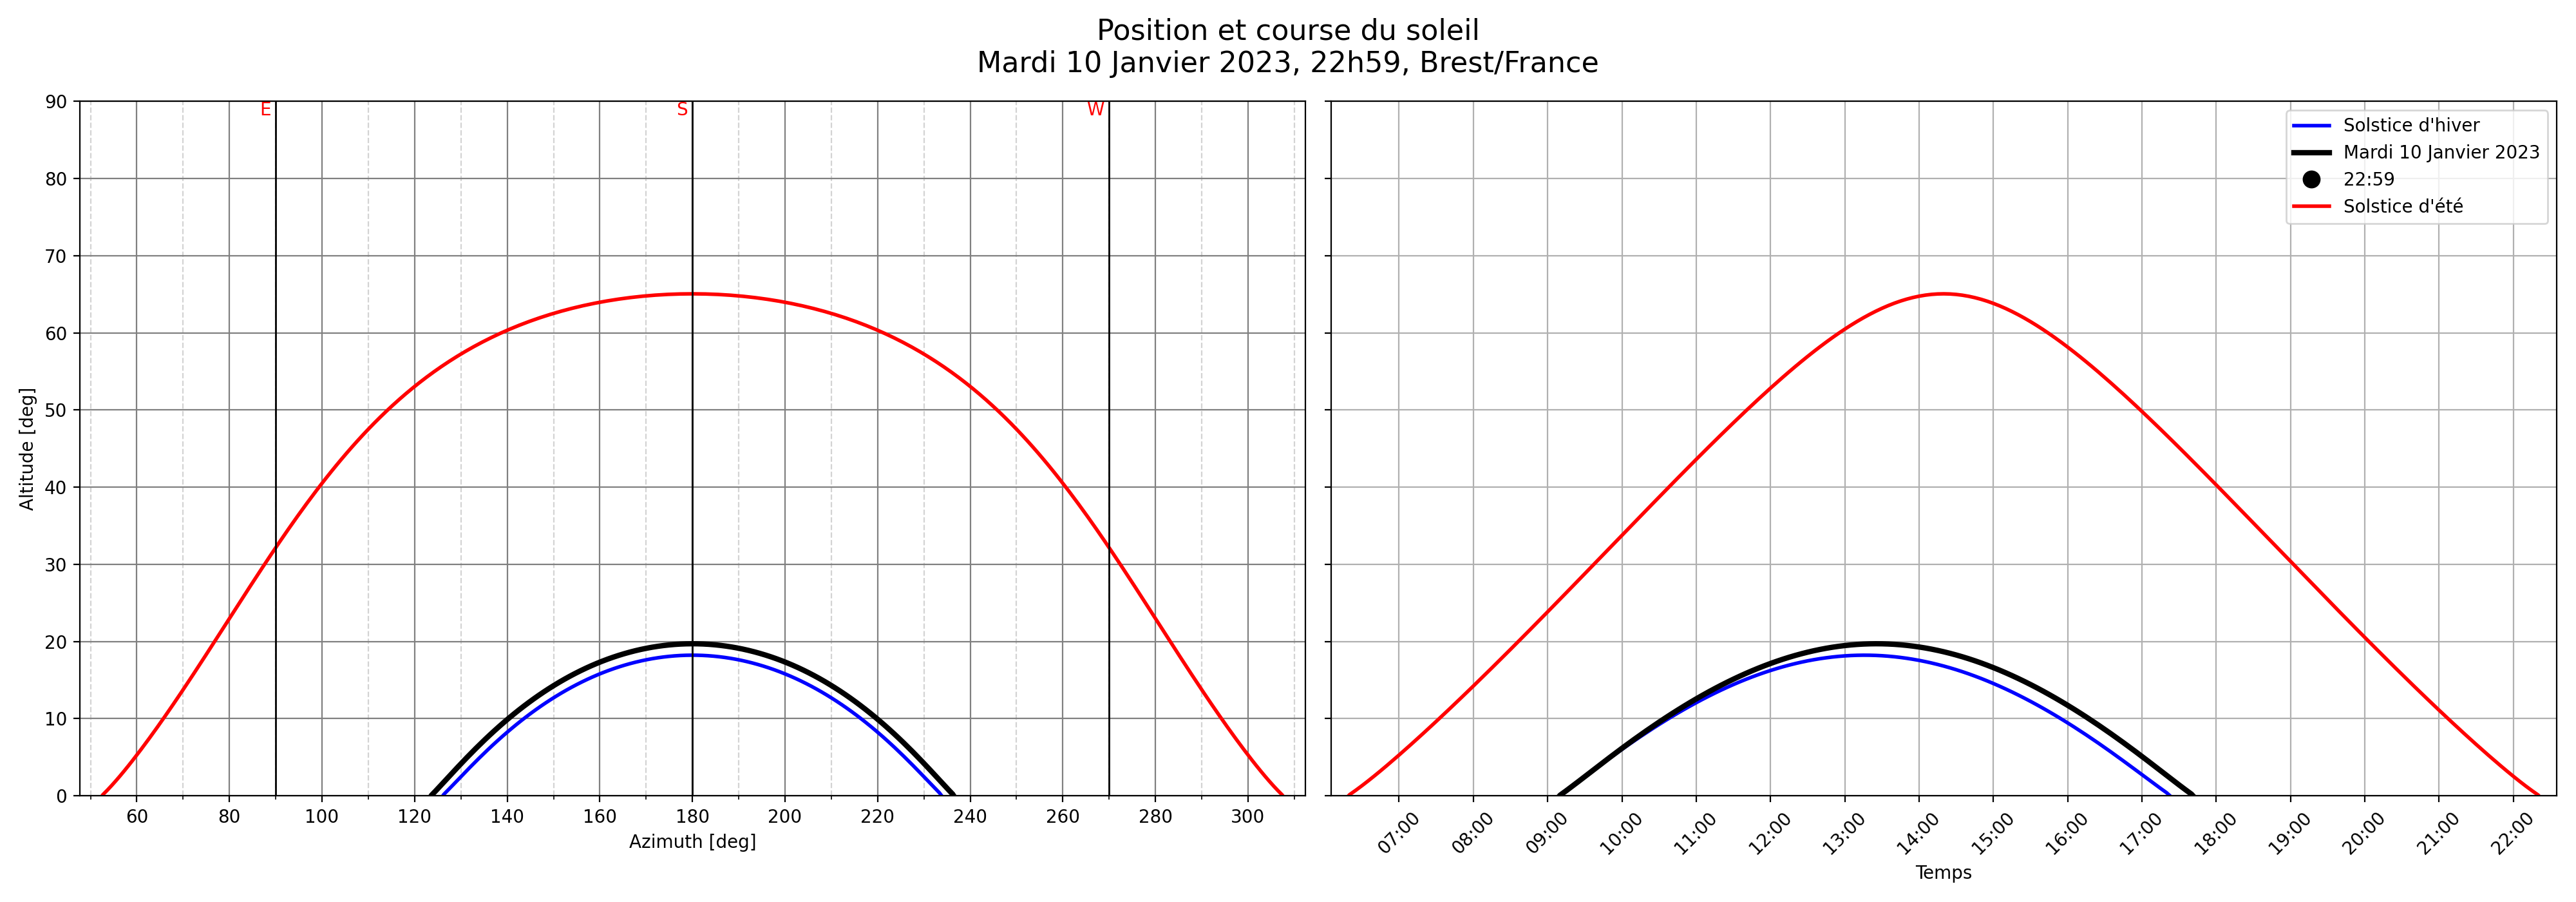 Position et course du soleil
Mardi 10 Janvier 2023, 22h59, Brest/France
E
S
W
90
80
70
60
50
40
30
20
10
0
Altitude [deg]
60 80 100 120 140 160 180 200 220 240 260 280 300
Azimuth [deg]
Solstice d'hiver
Mardi 10 Janvier 2023
22:59
Solstice d'été
07:00 08:00 09:00 10:00 11:00 12:00 13:00 14:00 15:00 16:00 17:00 18:00 19:00 20:00 21:00 22:00
Temps